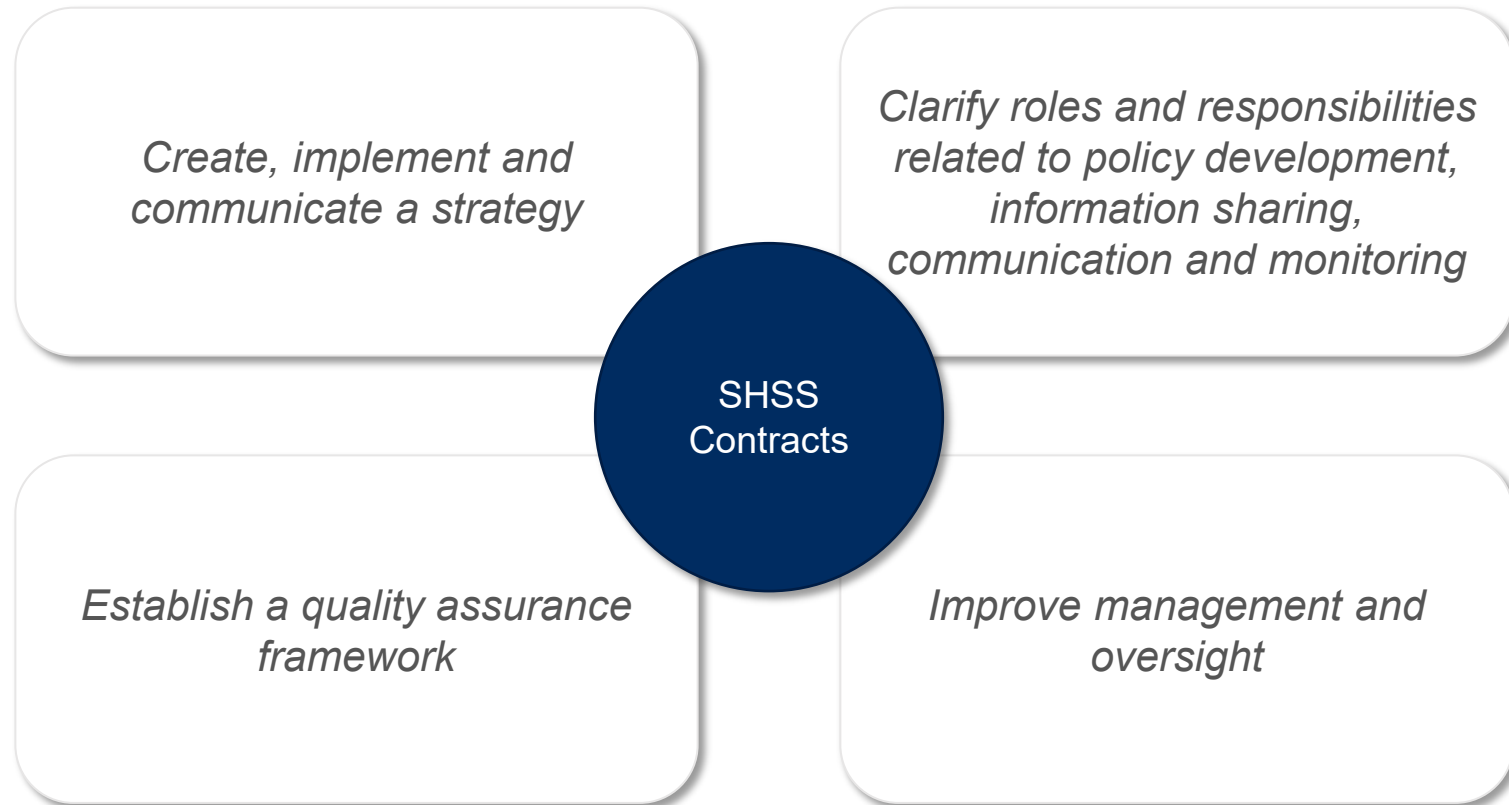 Create, implement and
communicate a strategy
Clarify roles and responsibilities
related to policy development,
information sharing,
communication and monitoring
SHSS
Contracts
Establish a quality assurance
framework
Improve management and
oversight